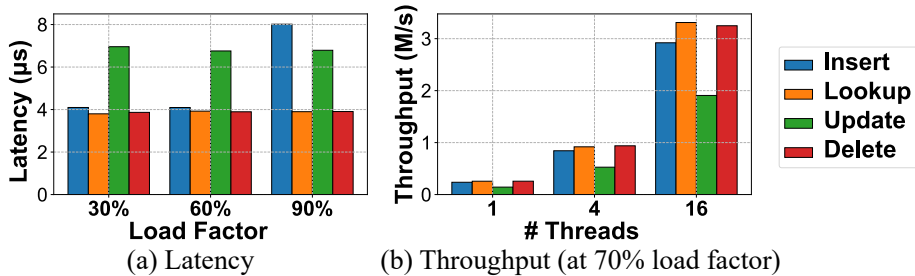 Latency (μs)
8
6
4
2
0
30%
60%
90%
Load Factor
(a) Latency
Throughput (M/s)
3
2
1
0
1
4
16
# Threads
(b) Throughput (at 70% load factor)
Insert
Lookup
Update
Delete